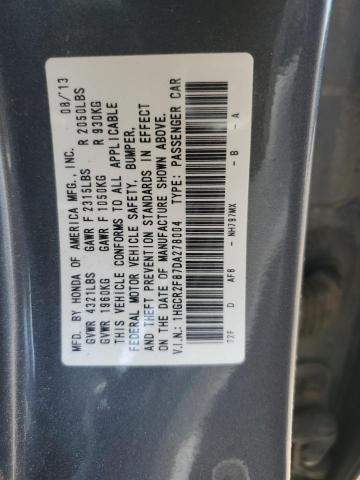 MFD. BY HONDA OF AMERICA MFG., INC. 08/'13
GVWR 4321LBS GAWR F 2315LBS R 2050LBS
GVWR 1960KG GAWR F 1050KG R 930KG
THIS VEHICLE CONFORMS TO ALL APPLICABLE
FEDERAL MOTOR VEHICLE SAFETY, BUMPER,
AND THEFT PREVENTION STANDARDS IN EFFECT
ON THE DATE OF MANUFACTURE SHOWN ABOVE.
V.I.N.: 1HGCR2F87DA278004 TYPE: PASSENGER CAR
T2F D AFB - NH797MX - B - A